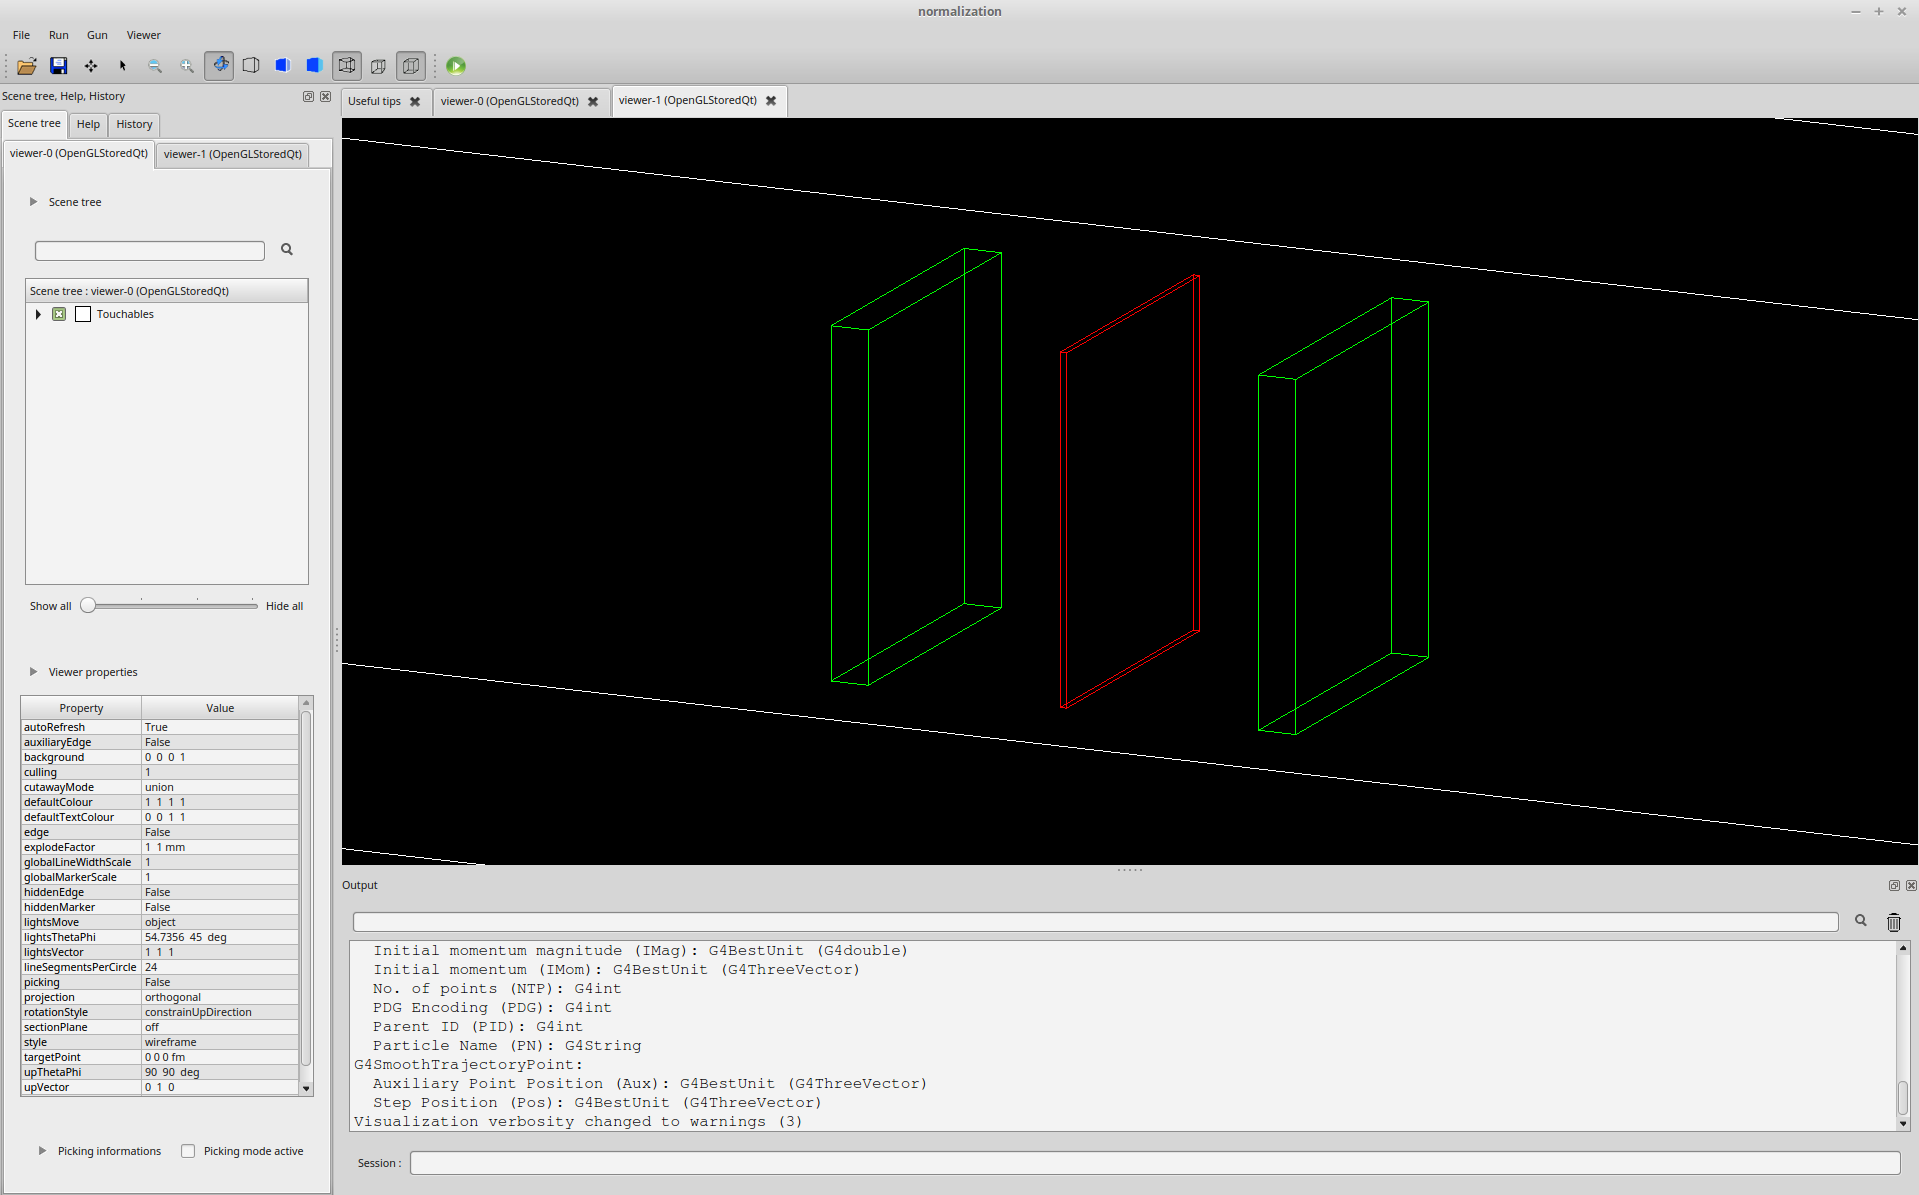 normalization
File Run Gun Viewer
Scene tree, Help, History
Useful tips viewer-0 (OpenGLStoredQt) viewer-1 (OpenGLStoredQt)
Scene tree Help History
viewer-0 (OpenGLStoredQt) viewer-1 (OpenGLStoredQt)
Scene tree
Scene tree : viewer-0 (OpenGLStoredQt)
Touchables
Show all Hide all
Viewer properties
Property Value
autoRefresh True
auxiliaryEdge False
background 0 0 0 1
culling 1
cutawayMode union
defaultColour 1 1 1 1
defaultTextColour 0 0 1 1
edge False
explodeFactor 1 1 mm
globalLineWidthScale 1
globalMarkerScale 1
hiddenEdge False
hiddenMarker False
lightsMove object
lightsThetaPhi 54.7356 45 deg
lightsVector 1 1 1
lineSegmentsPerCircle 24
picking False
projection orthogonal
rotationStyle constrainUpDirection
sectionPlane off
style wireframe
targetPoint 0 0 0 fm
upThetaPhi 90 90 deg
upVector 0 1 0
Picking informations Picking mode active
Output
Initial momentum magnitude (IMag): G4BestUnit (G4double)
Initial momentum (IMom): G4BestUnit (G4ThreeVector)
No. of points (NTP): G4int
PDG Encoding (PDG): G4int
Parent ID (PID): G4int
Particle Name (PN): G4String
G4SmoothTrajectoryPoint:
Auxiliary Point Position (Aux): G4BestUnit (G4ThreeVector)
Step Position (Pos): G4BestUnit (G4ThreeVector)
Visualization verbosity changed to warnings (3)
Session :